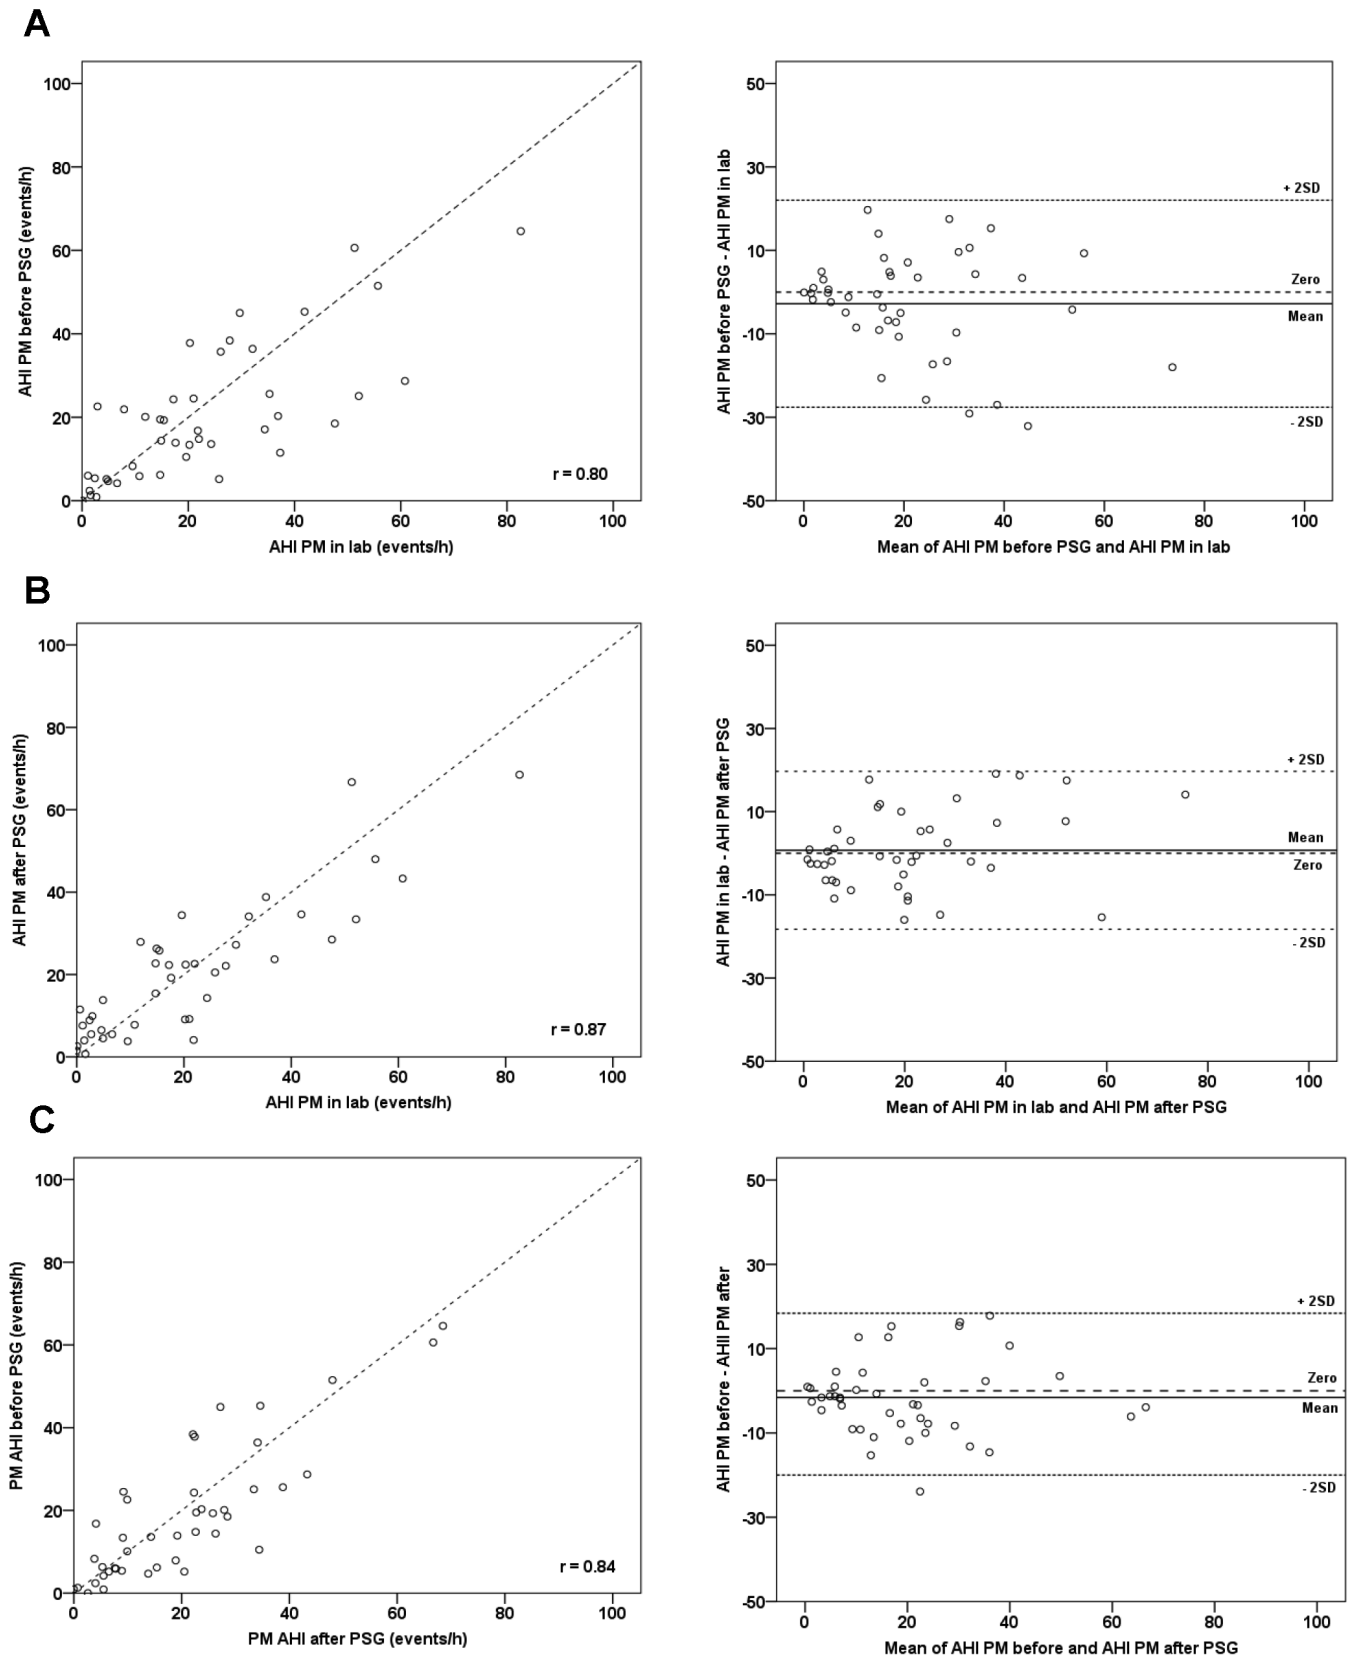 A
AHI PM before PSG (events/h)
100
80
60
40
20
0
0 20 40 60 80 100
r = 0.80
AHI PM in lab (events/h)
AHI PM before PSG - AHI PM in lab
50
30
10
-10
-30
-50
+ 2SD
Zero
Mean
- 2SD
0 20 40 60 80 100
Mean of AHI PM before PSG and AHI PM in lab
B
AHI PM after PSG (events/h)
100
80
60
40
20
0
r = 0.87
0 20 40 60 80 100
AHI PM in lab (events/h)
AHI PM in lab - AHI PM after PSG
50
30
10
-10
-30
-50
+ 2SD
Mean
Zero
- 2SD
0 20 40 60 80 100
Mean of AHI PM in lab and AHI PM after PSG
C
PM AHI before PSG (events/h)
100
80
60
40
20
0
r = 0.84
0 20 40 60 80 100
PM AHI after PSG (events/h)
AHI PM before - AHII PM after
50
30
10
-10
-30
-50
+ 2SD
Zero
Mean
- 2SD
0 20 40 60 80 100
Mean of AHI PM before and AHI PM after PSG